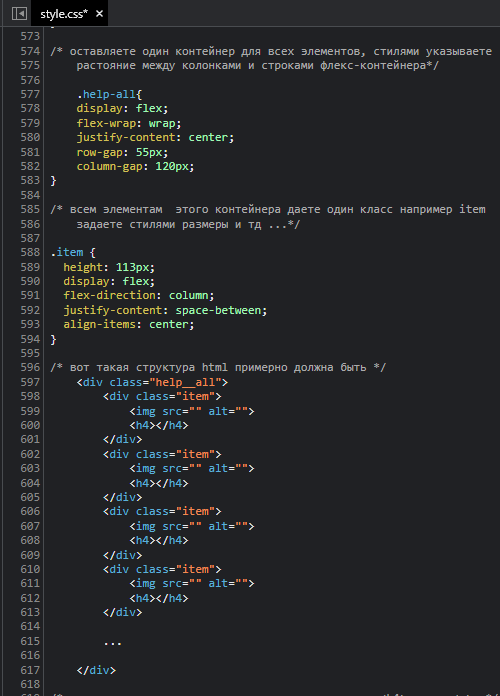 style.css* ×
573
574 /* оставляете один контейнер для всех элементов, стилями указываете
575 растояние между колонками и строками флекс-контейнера*/
576
577 .help-all{
578 display: flex;
579 flex-wrap: wrap;
580 justify-content: center;
581 row-gap: 55px;
582 column-gap: 120px;
583 }
584
585 /* всем элементам  этого контейнера даете один класс например item
586 задаете стилями размеры и тд ...*/
587
588 .item {
589 height: 113px;
590 display: flex;
591 flex-direction: column;
592 justify-content: space-between;
593 align-items: center;
594 }
595
596 /* вот такая структура html примерно должна быть */
597 <div class="help__all">
598 <div class="item">
599 <img src="" alt="">
600 <h4></h4>
601 </div>
602 <div class="item">
603 <img src="" alt="">
604 <h4></h4>
605 </div>
606 <div class="item">
607 <img src="" alt="">
608 <h4></h4>
609 </div>
610 <div class="item">
611 <img src="" alt="">
612 <h4></h4>
613 </div>
614
615 ...
616
617 </div>
618